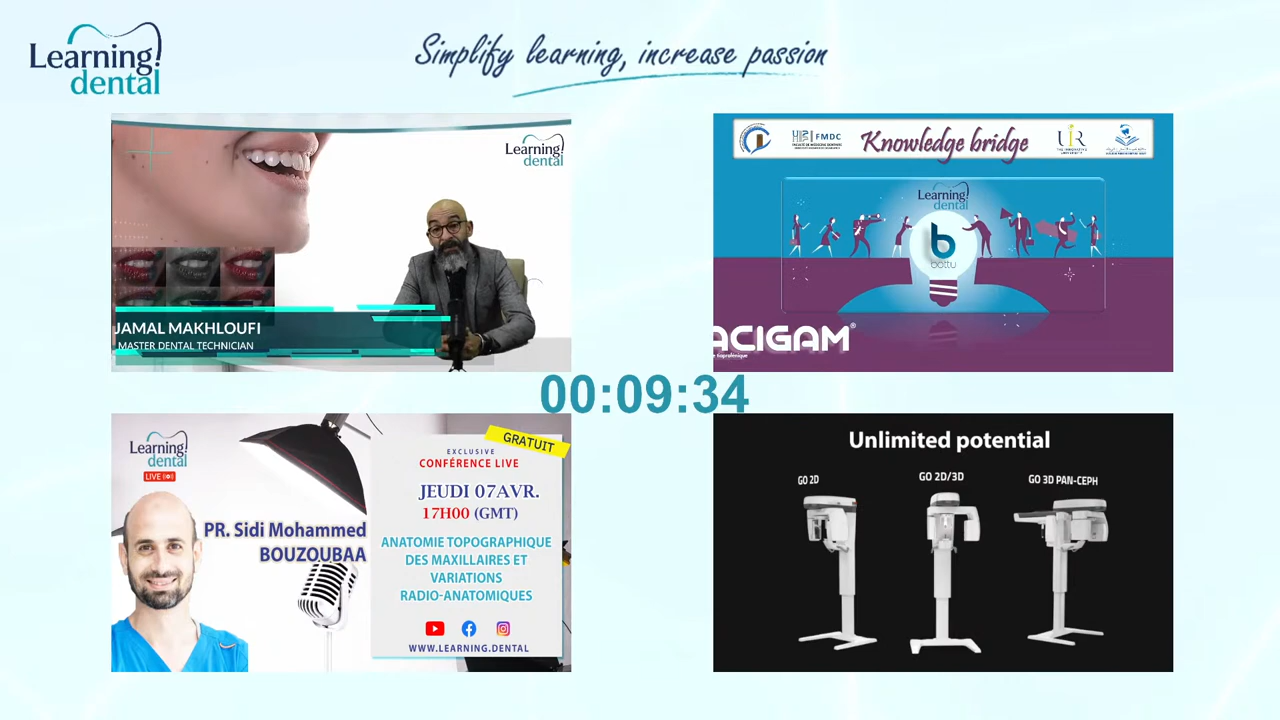 Learning!
dental
Simplify learning, increase passion
Learning!
dental
JAMAL MAKHLOUFI
MASTER DENTAL TECHNICIAN
FMDC
Knowledge bridge
UIR
Learning!
dental
b
bottu
ACIGAM®
00:09:34
Learning!
dental
LIVE
PR. Sidi Mohammed
BOUZOUBAA
GRATUIT
EXCLUSIVE
CONFÉRENCE LIVE
JEUDI 07AVR.
17H00 (GMT)
ANATOMIE TOPOGRAPHIQUE
DES MAXILLAIRES ET
VARIATIONS
RADIO-ANATOMIQUES
WWW.LEARNING.DENTAL
Unlimited potential
GO 2D
GO 2D/3D
GO 3D PAN-CEPH